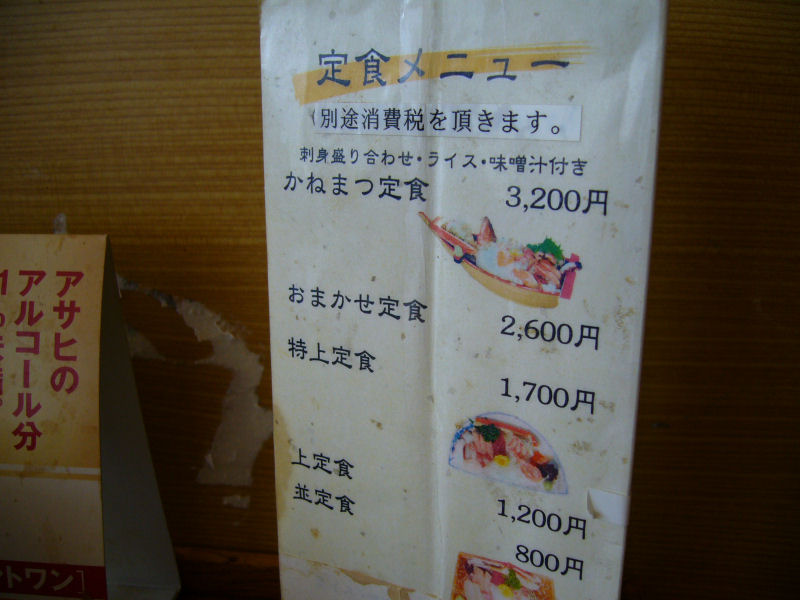 定食メニュー
別途消費税を頂きます。
刺身盛り合わせ・ライス・味噌汁付き
かねまつ定食 3,200円
おまかせ定食 2,600円
特上定食 1,700円
上定食 1,200円
並定食 800円
アサヒの
アルコール分
トワン]